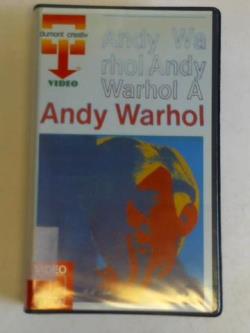 dumont creativ
VIDEO
Andy Wa
rhol Andy
Warhol A
Andy Warhol
VIDEO